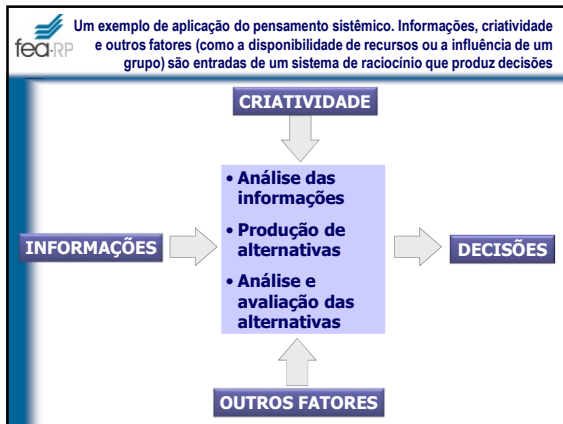 Um exemplo de aplicação do pensamento sistêmico. Informações, criatividade
fea-RP
e outros fatores (como a disponibilidade de recursos ou a influência de um
grupo) são entradas de um sistema de raciocínio que produz decisões
CRIATIVIDADE
• Análise das
informações
INFORMAÇÕES
• Produção de
alternativas
DECISÕES
• Análise e
avaliação das
alternativas
OUTROS FATORES